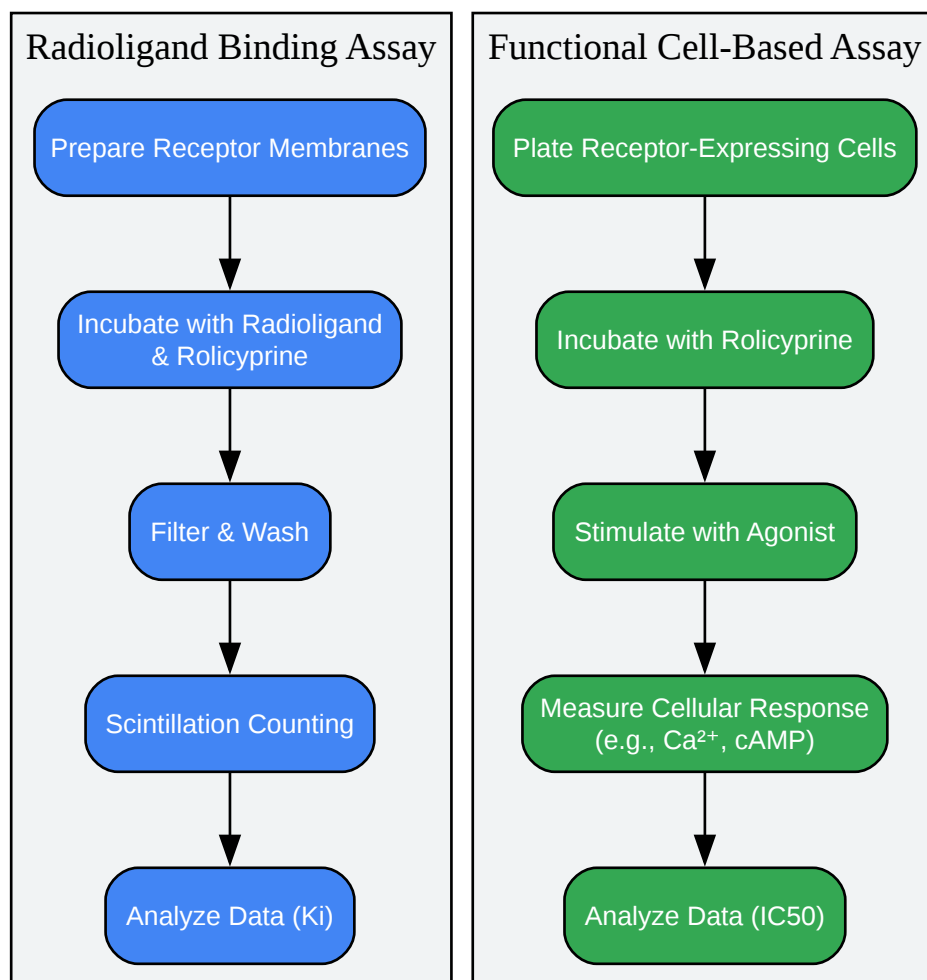 Radioligand Binding Assay
Prepare Receptor Membranes
Incubate with Radioligand
& Rolicyprine
Filter & Wash
Scintillation Counting
Analyze Data (Ki)
Functional Cell-Based Assay
Plate Receptor-Expressing Cells
Incubate with Rolicyprine
Stimulate with Agonist
Measure Cellular Response
(e.g., Ca²⁺, cAMP)
Analyze Data (IC50)